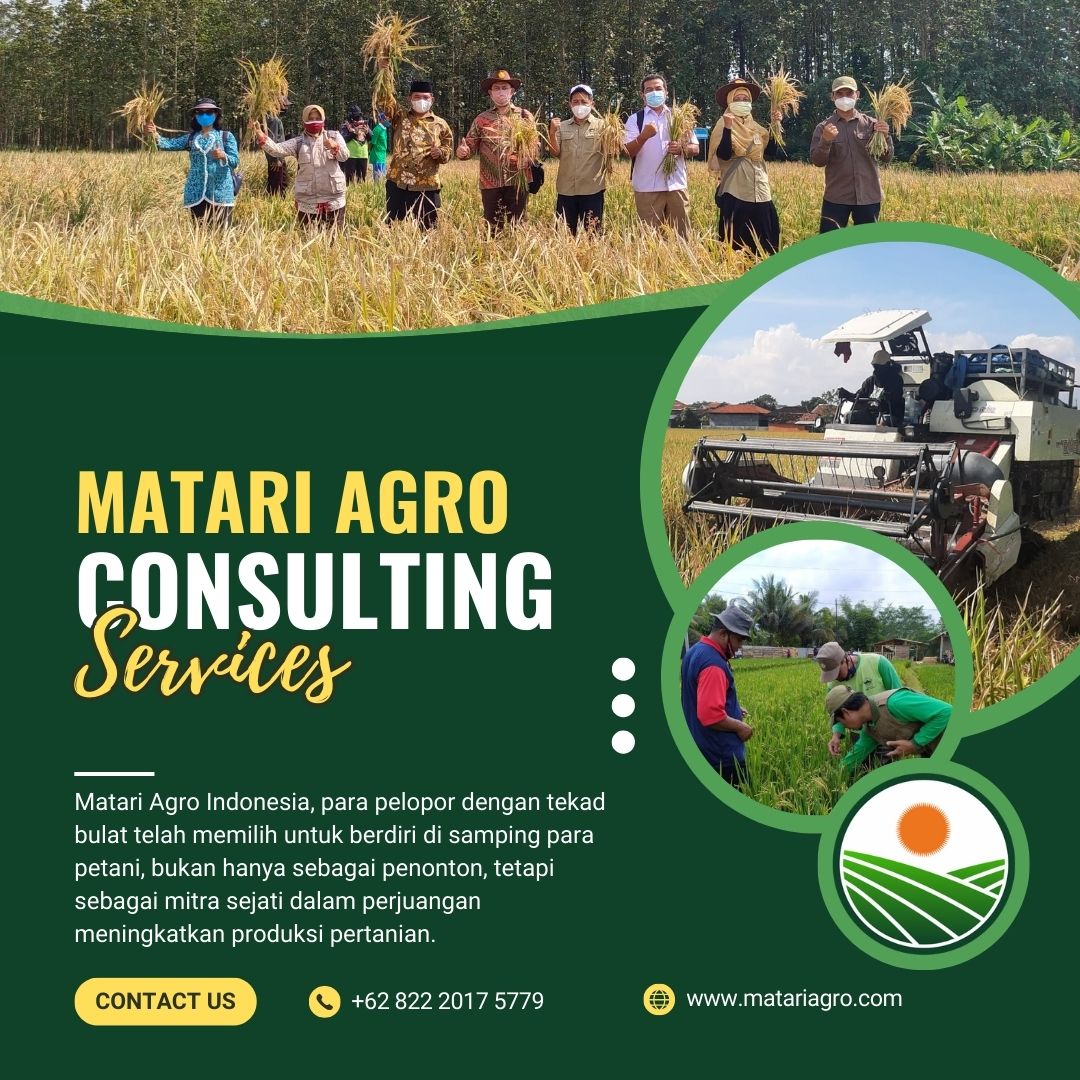 MATARI AGRO
CONSULTING
Services
Matari Agro Indonesia, para pelopor dengan tekad
bulat telah memilih untuk berdiri di samping para
petani, bukan hanya sebagai penonton, tetapi
sebagai mitra sejati dalam perjuangan
meningkatkan produksi pertanian.
CONTACT US
+62 822 2017 5779
www.matariagro.com